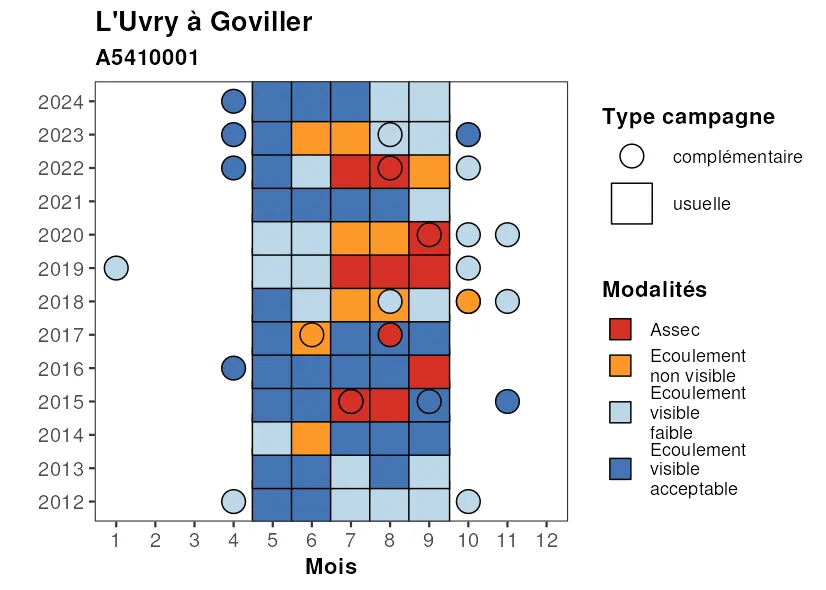 L'Uvry à Goviller
A5410001
2024
2023
2022
2021
2020
2019
2018
2017
2016
2015
2014
2013
2012
1 2 3 4 5 6 7 8 9 10 11 12
Mois
Type campagne
complémentaire
usuelle
Modalités
Assec
Ecoulement
non visible
Ecoulement
visible
faible
Ecoulement
visible
acceptable